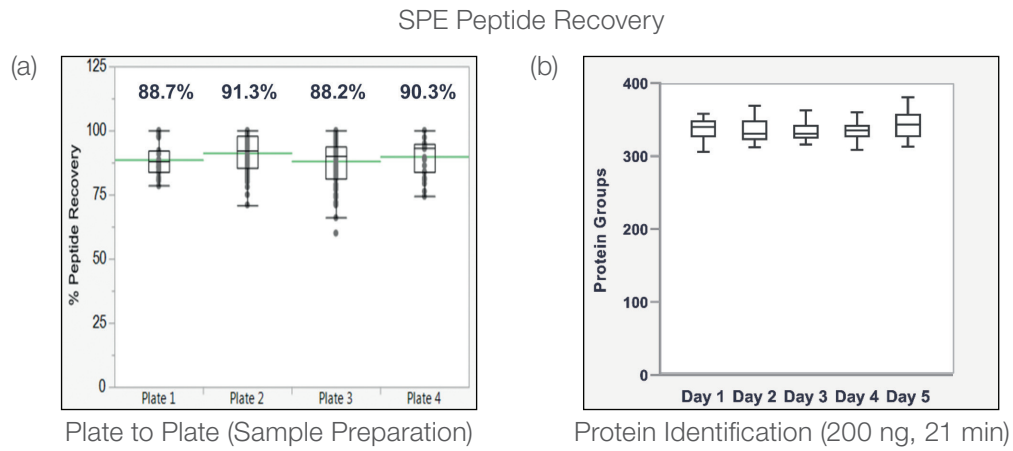 SPE Peptide Recovery
(a)
125
100
75
50
25
0
% Peptide Recovery
88.7% 91.3% 88.2% 90.3%
Plate 1 Plate 2 Plate 3 Plate 4
Plate to Plate (Sample Preparation)
(b)
400
300
200
100
0
Protein Groups
Day 1 Day 2 Day 3 Day 4 Day 5
Protein Identification (200 ng, 21 min)